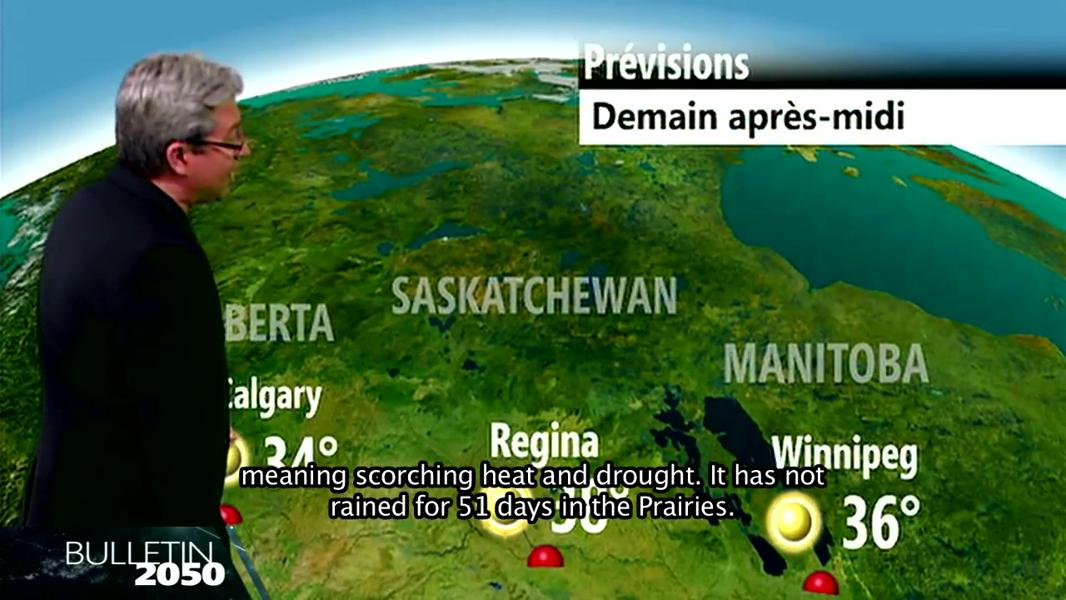 Prévisions
Demain après-midi
SASKATCHEWAN
BERTA
MANITOBA
Calgary
Regina
Winnipeg
34°
meaning scorching heat and drought. It has not
rained for 51 days in the Prairies.
36°
BULLETIN
2050